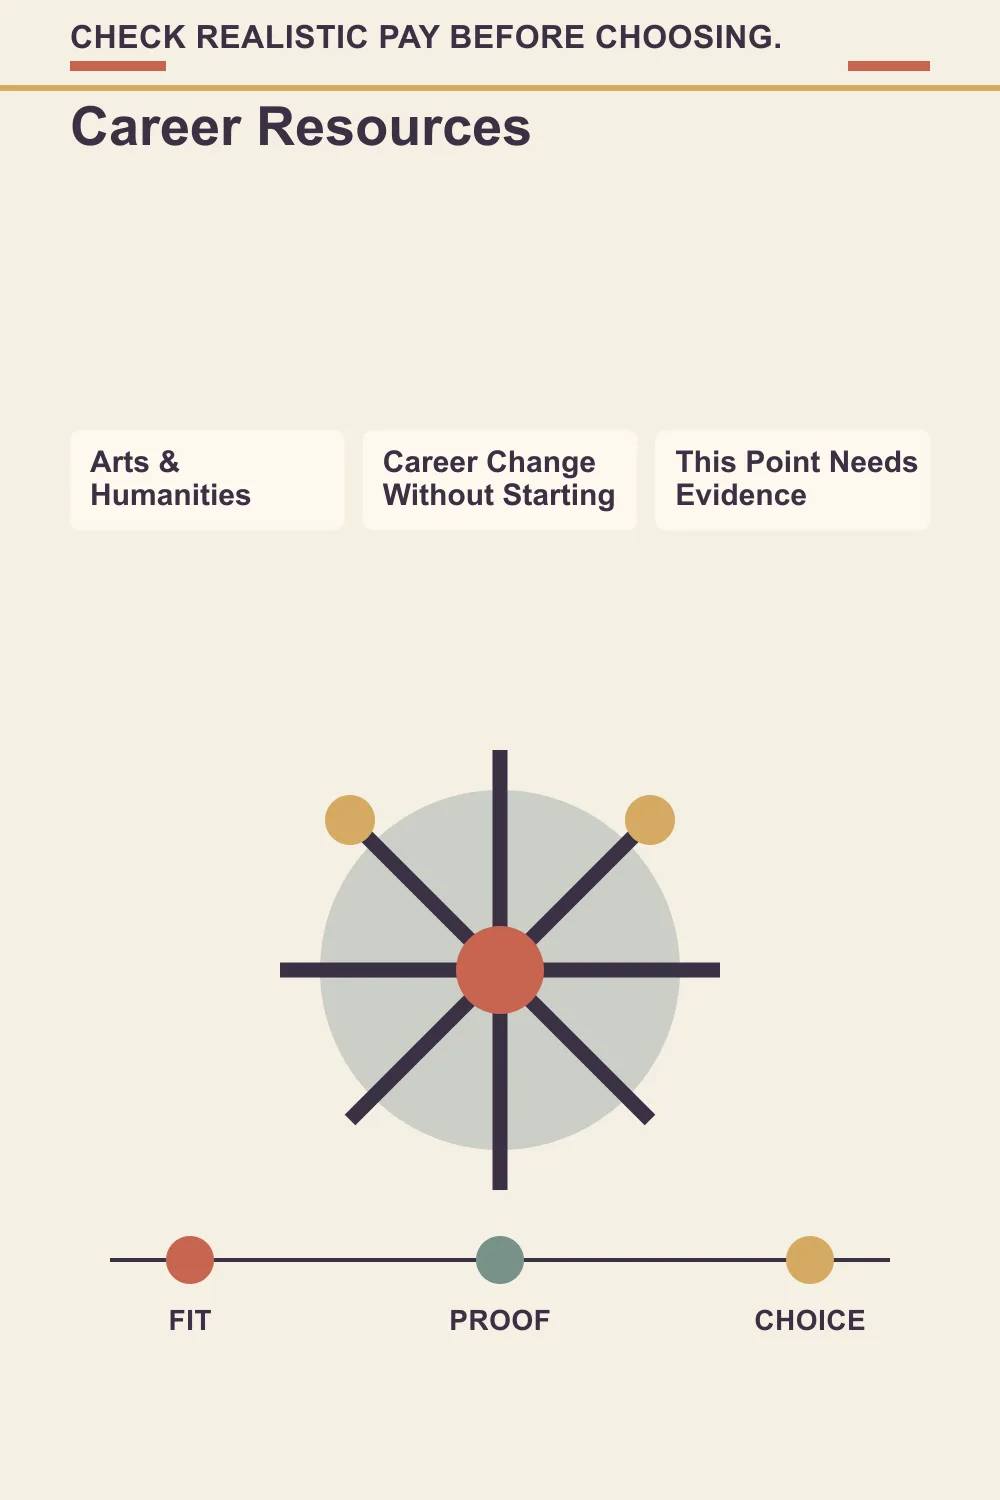 CHECK REALISTIC PAY BEFORE CHOOSING.
Career Resources
Arts &
Humanities
Career Change
Without Starting
This Point Needs
Evidence
FIT
PROOF
CHOICE